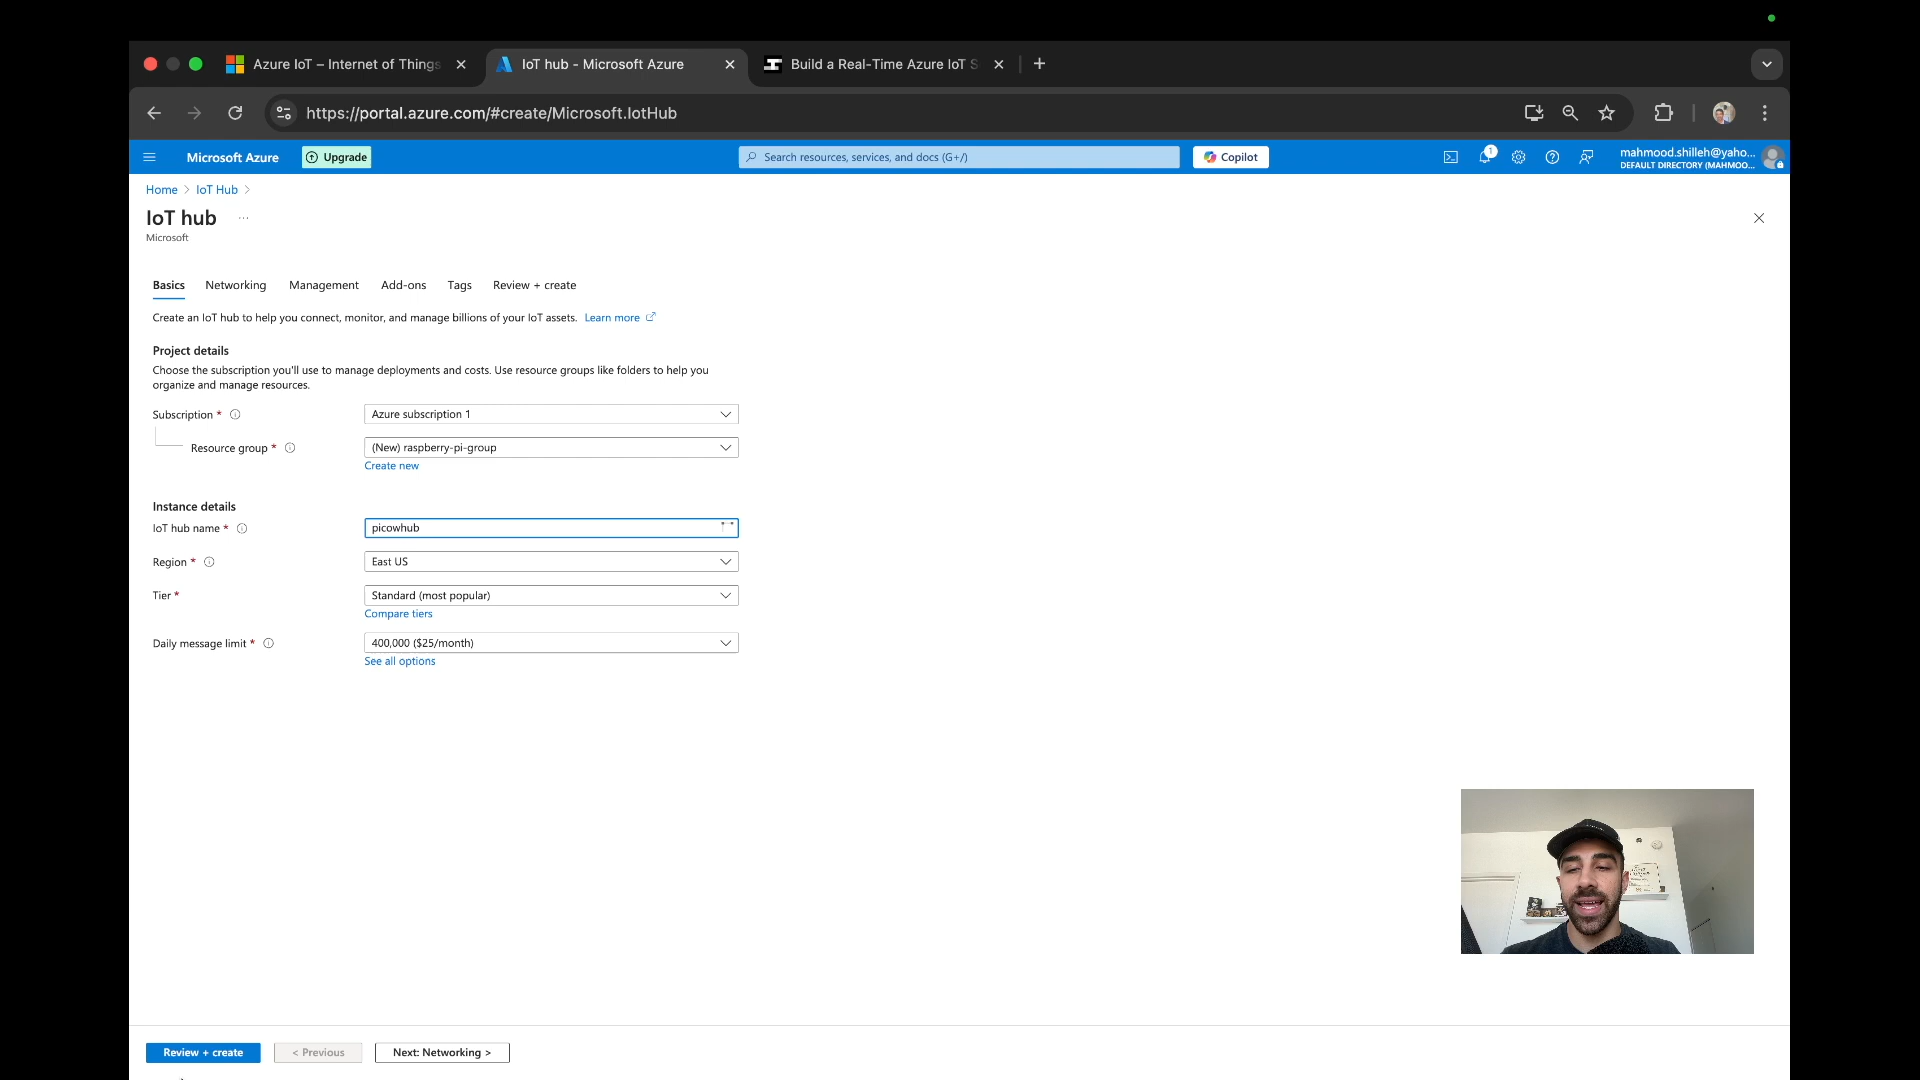 Azure IoT – Internet of Things
IoT hub - Microsoft Azure
Build a Real-Time Azure IoT S
https://portal.azure.com/#create/Microsoft.IotHub
Microsoft Azure
Upgrade
Search resources, services, and docs (G+/)
Copilot
1
mahmood.shilleh@yaho...
DEFAULT DIRECTORY (MAHMOO...
Home > IoT Hub >
IoT hub ...
Microsoft
Basics Networking Management Add-ons Tags Review + create
Create an IoT hub to help you connect, monitor, and manage billions of your IoT assets. Learn more
Project details
Choose the subscription you'll use to manage deployments and costs. Use resource groups like folders to help you
organize and manage resources.
Subscription * Azure subscription 1
Resource group * (New) raspberry-pi-group
Create new
Instance details
IoT hub name * picowhub
Region * East US
Tier * Standard (most popular)
Compare tiers
Daily message limit * 400,000 ($25/month)
See all options
Review + create
< Previous
Next: Networking >